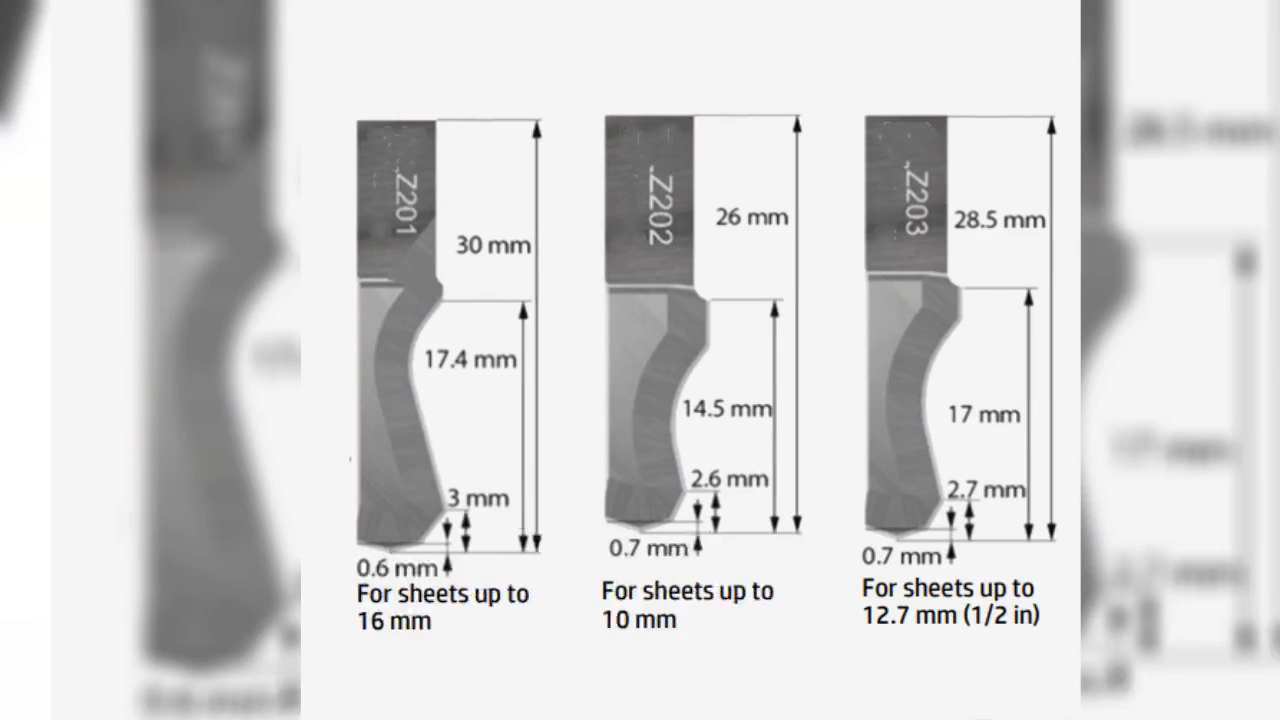 Z201
30 mm
17.4 mm
3 mm
0.6 mm
For sheets up to
16 mm
Z202
26 mm
14.5 mm
2.6 mm
0.7 mm
For sheets up to
10 mm
Z203
28.5 mm
17 mm
2.7 mm
0.7 mm
For sheets up to
12.7 mm (1/2 in)